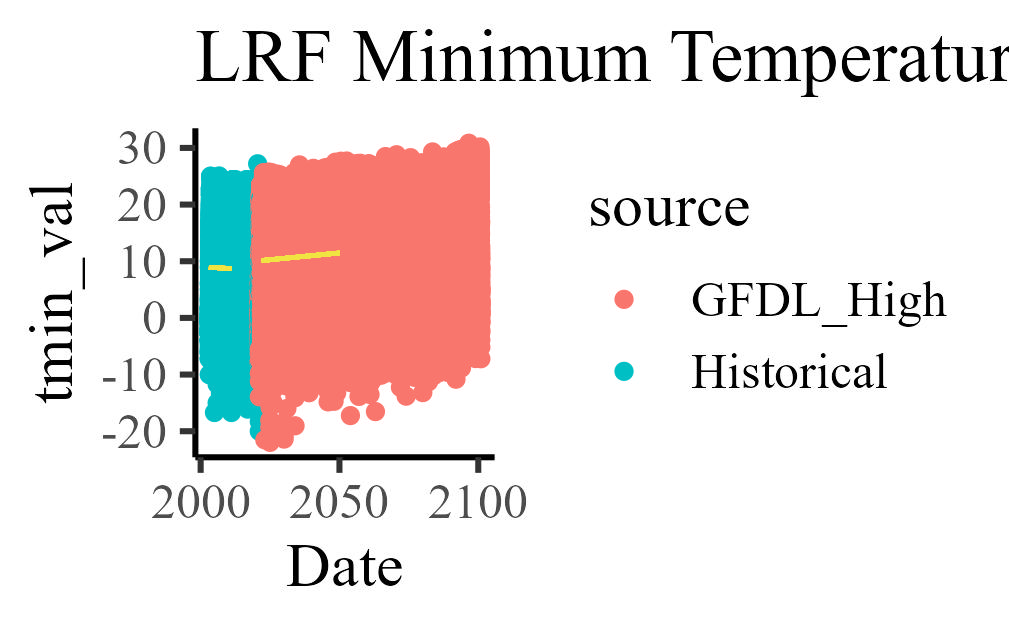 LRF Minimum Temperatur
tmin_val
30
20
10
0
-10
-20
2000 2050 2100
Date
source
GFDL_High
Historical